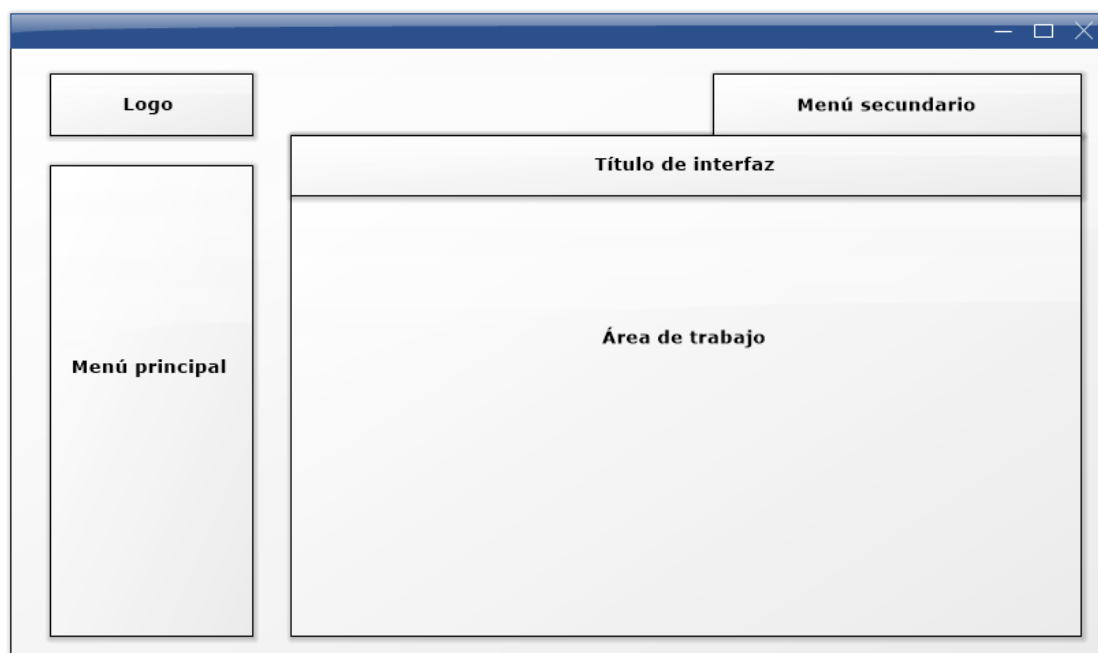 Logo
Menú secundario
Título de interfaz
Menú principal
Área de trabajo